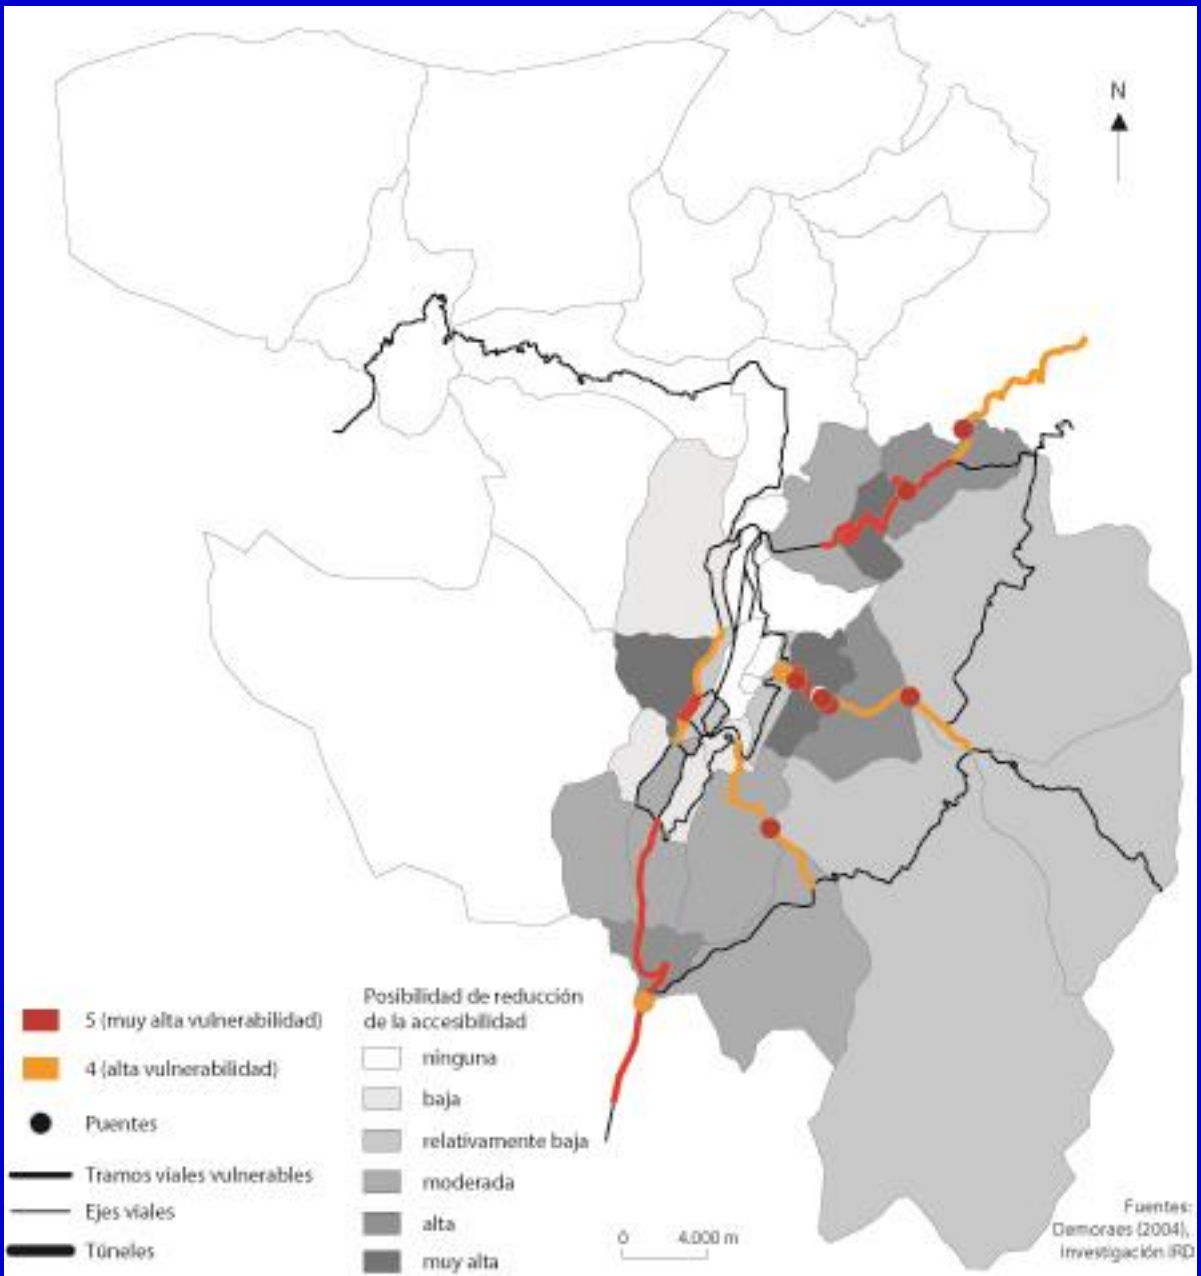 N
5 (muy alta vulnerabilidad)
4 (alta vulnerabilidad)
Puentes
Tramos viales vulnerables
Ejes viales
Túneles
Posibilidad de reducción
de la accesibilidad
ninguna
baja
relativamente baja
moderada
alta
muy alta
0 4.000 m
Fuentes:
Demoraes (2004),
Investigación IRD